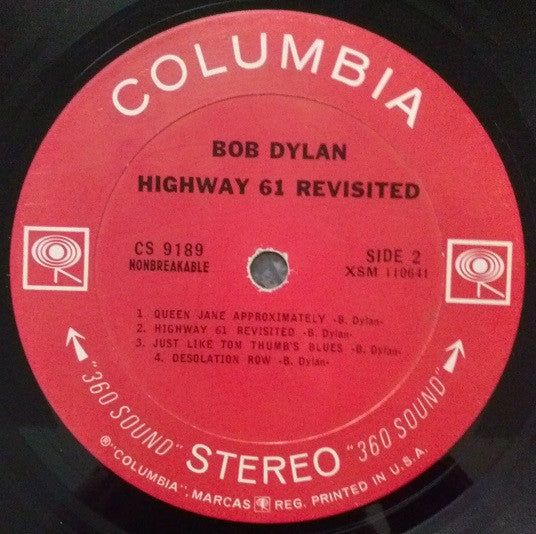 COLUMBIA
BOB DYLAN
HIGHWAY 61 REVISITED
CS 9189
NONBREAKABLE
SIDE 2
XSM 110641
1. QUEEN JANE APPROXIMATELY -B. Dylan-
2. HIGHWAY 61 REVISITED -B. Dylan-
3. JUST LIKE TOM THUMB'S BLUES -B. Dylan-
4. DESOLATION ROW -B. Dylan-
"360 SOUND" STEREO "360 SOUND"
®"COLUMBIA". MARCAS REG. PRINTED IN U.S.A.